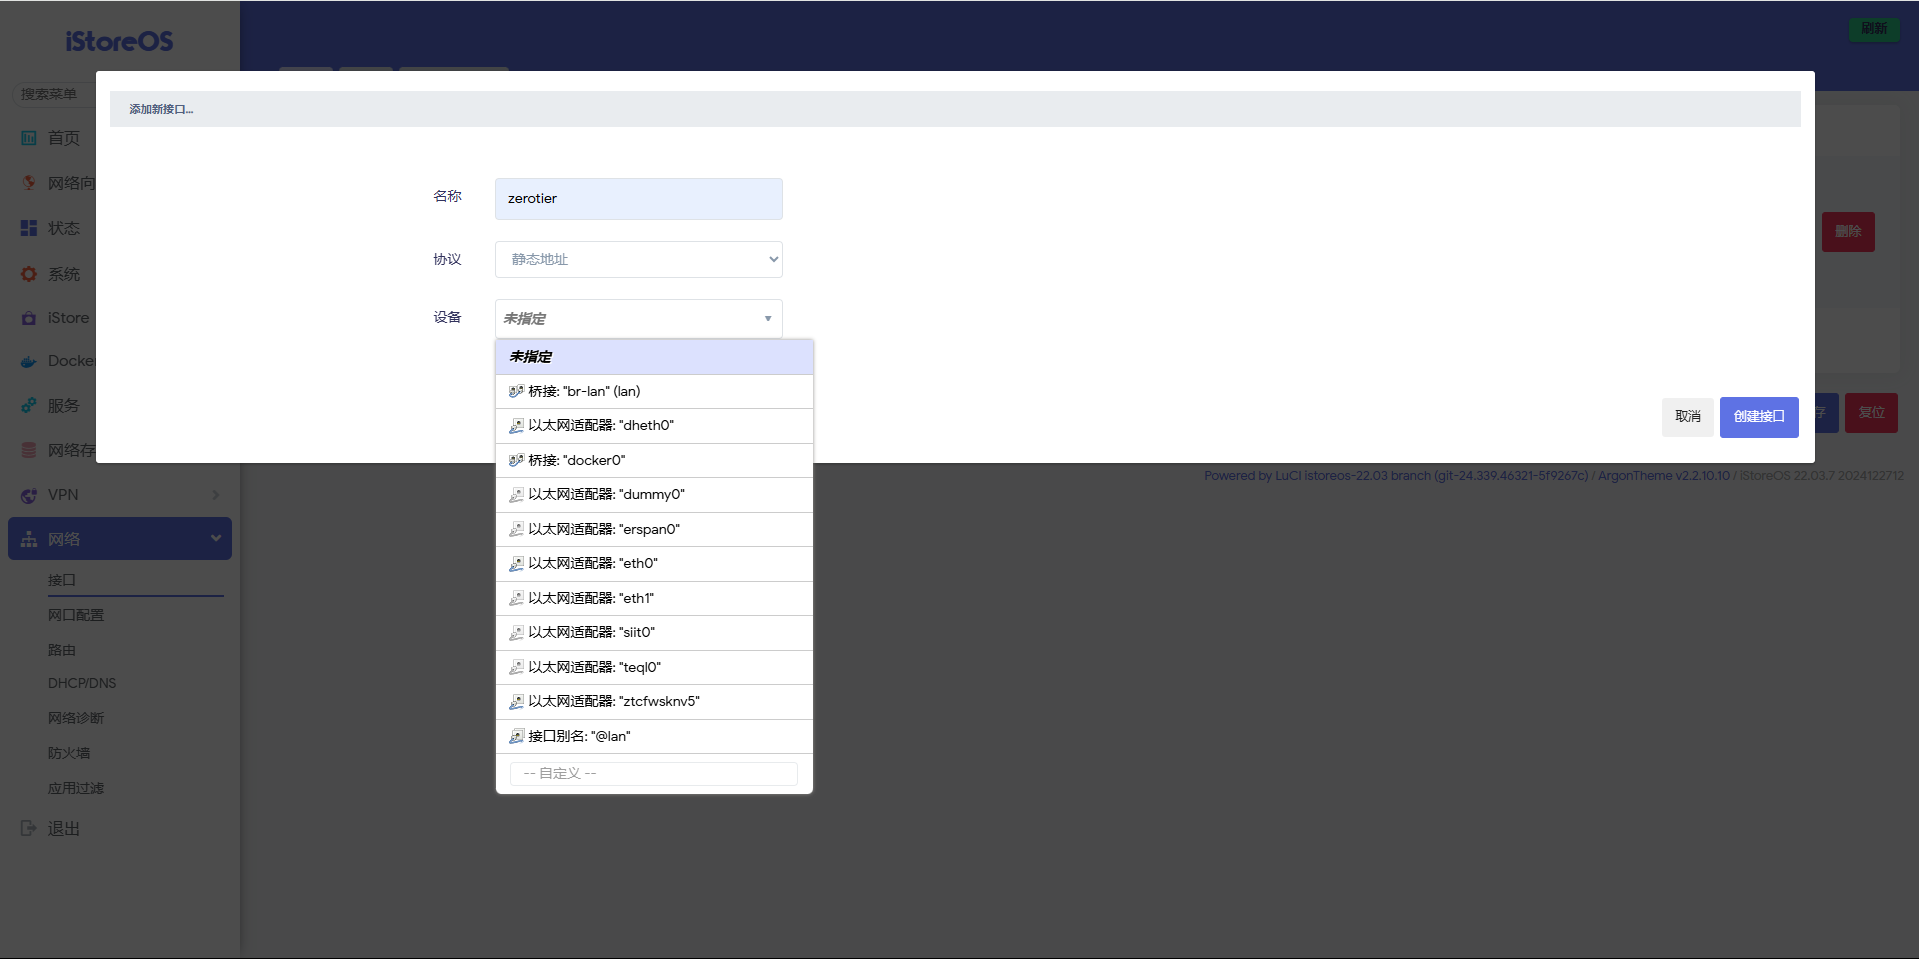 iStoreOS
刷新
搜索菜单
添加新接口...
首页
网络向
状态
系统
iStore
Docker
服务
网络存
VPN
网络
接口
网口配置
路由
DHCP/DNS
网络诊断
防火墙
应用过滤
退出
名称
zerotier
协议
静态地址
设备
未指定
未指定
桥接: "br-lan" (lan)
以太网适配器: "dheth0"
桥接: "docker0"
以太网适配器: "dummy0"
以太网适配器: "erspan0"
以太网适配器: "eth0"
以太网适配器: "eth1"
以太网适配器: "siit0"
以太网适配器: "teql0"
以太网适配器: "ztcfwsknv5"
接口别名: "@lan"
-- 自定义 --
删除
取消
创建接口
存
复位
Powered by LuCI istoreos-22.03 branch (git-24.339.46321-5f9267c) / ArgonTheme v2.2.10.10 / iStoreOS 22.03.7 2024122712